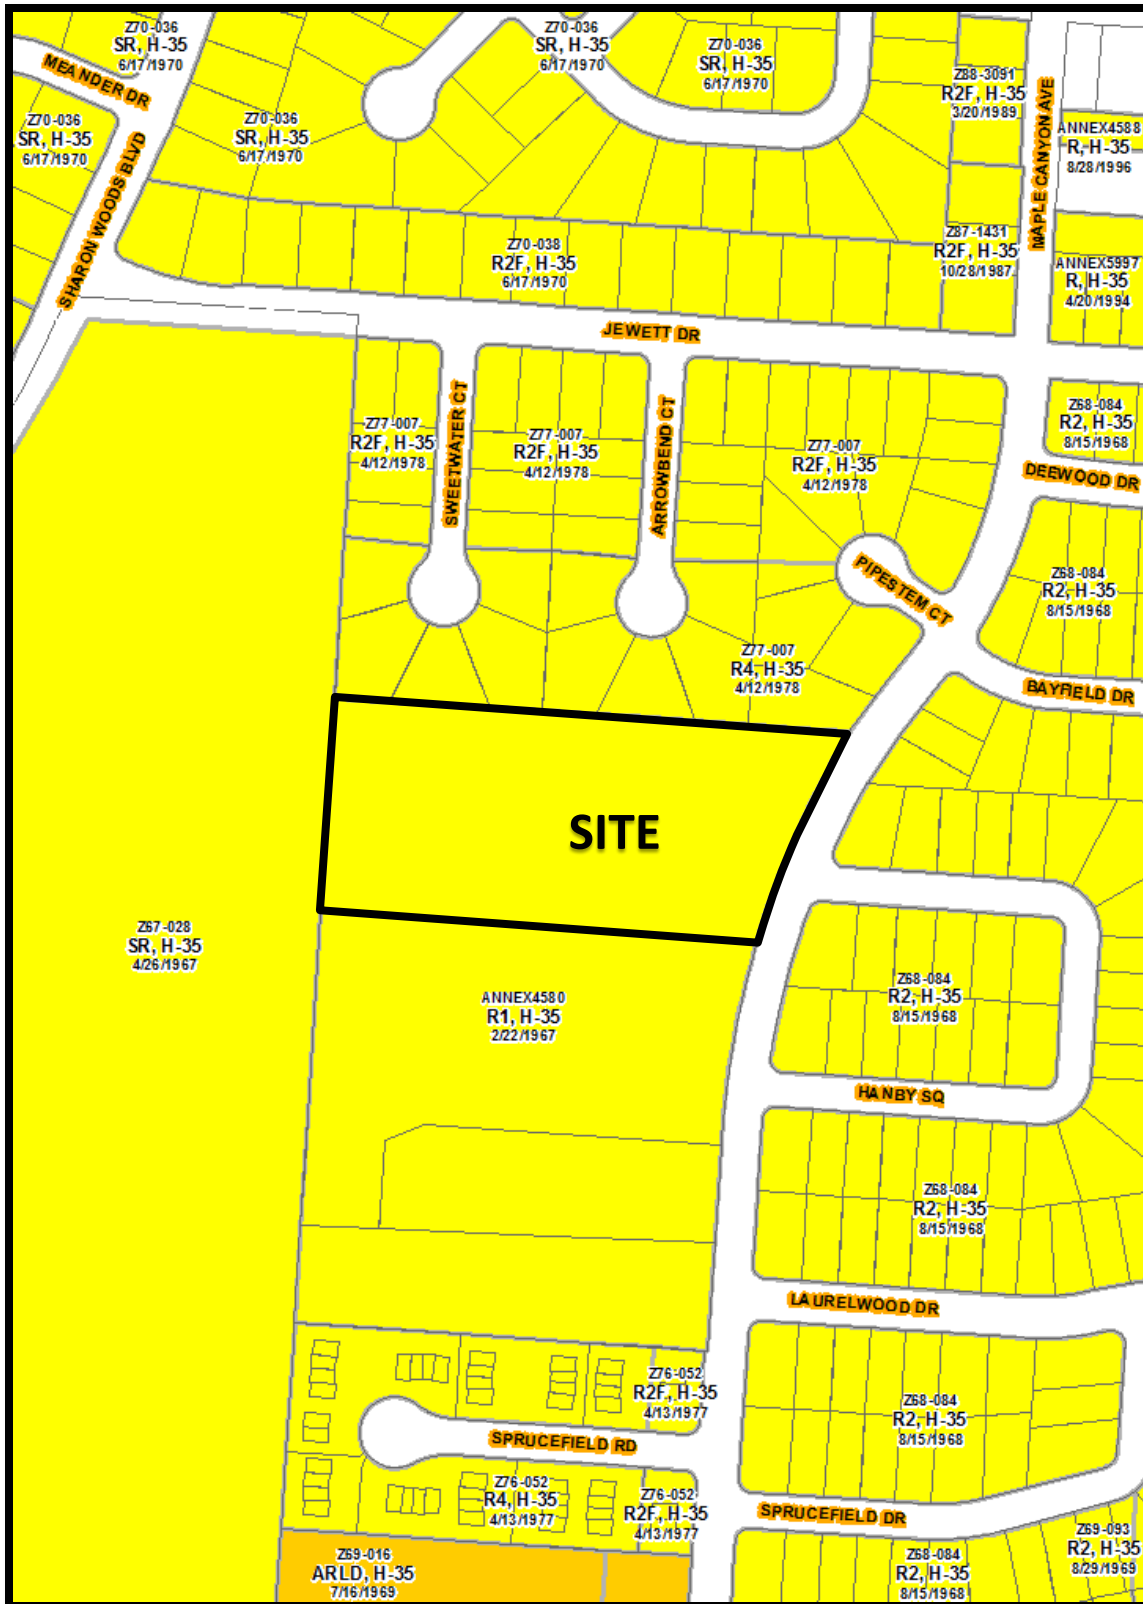 Z70-036
SR, H-35
6/17/1970
Z70-036
SR, H-35
6/17/1970
Z70-036
SR, H-35
6/17/1970
MEANDER DR
Z88-3091
R2F, H-35
3/20/1989
MAPLE CANYON AVE
Z70-036
SR, H-35
6/17/1970
Z70-036
SR, H-35
6/17/1970
ANNEX4588
R, H-35
8/28/1996
SHARON WOODS BLVD
Z70-038
R2F, H-35
6/17/1970
Z87-1431
R2F, H-35
10/28/1987
ANNEX5997
R, H-35
4/20/1994
JEWETT DR
Z77-007
R2F, H-35
4/12/1978
SWEETWATER CT
Z77-007
R2F, H-35
4/12/1978
ARROWBEND CT
Z77-007
R2F, H-35
4/12/1978
Z68-084
R2, H-35
8/15/1968
DEEWOOD DR
PIPESTEM CT
Z68-084
R2, H-35
8/15/1968
Z77-007
R4, H-35
4/12/1978
BAYFIELD DR
SITE
Z67-028
SR, H-35
4/26/1967
ANNEX4580
R1, H-35
2/22/1967
Z68-084
R2, H-35
8/15/1968
HANBY SQ
Z68-084
R2, H-35
8/15/1968
LAURELWOOD DR
Z76-052
R2F, H-35
4/13/1977
Z68-084
R2, H-35
8/15/1968
SPRUCEFIELD RD
Z76-052
R4, H-35
4/13/1977
Z76-052
R2F, H-35
4/13/1977
SPRUCEFIELD DR
Z69-093
R2, H-35
8/29/1969
Z69-016
ARLD, H-35
7/16/1969
Z68-084
R2, H-35
8/15/1968